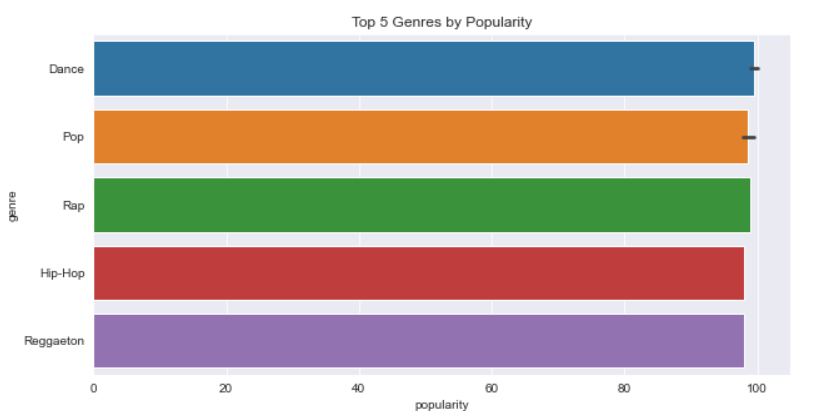 Top 5 Genres by Popularity
genre
Dance
Pop
Rap
Hip-Hop
Reggaeton
0 20 40 60 80 100
popularity